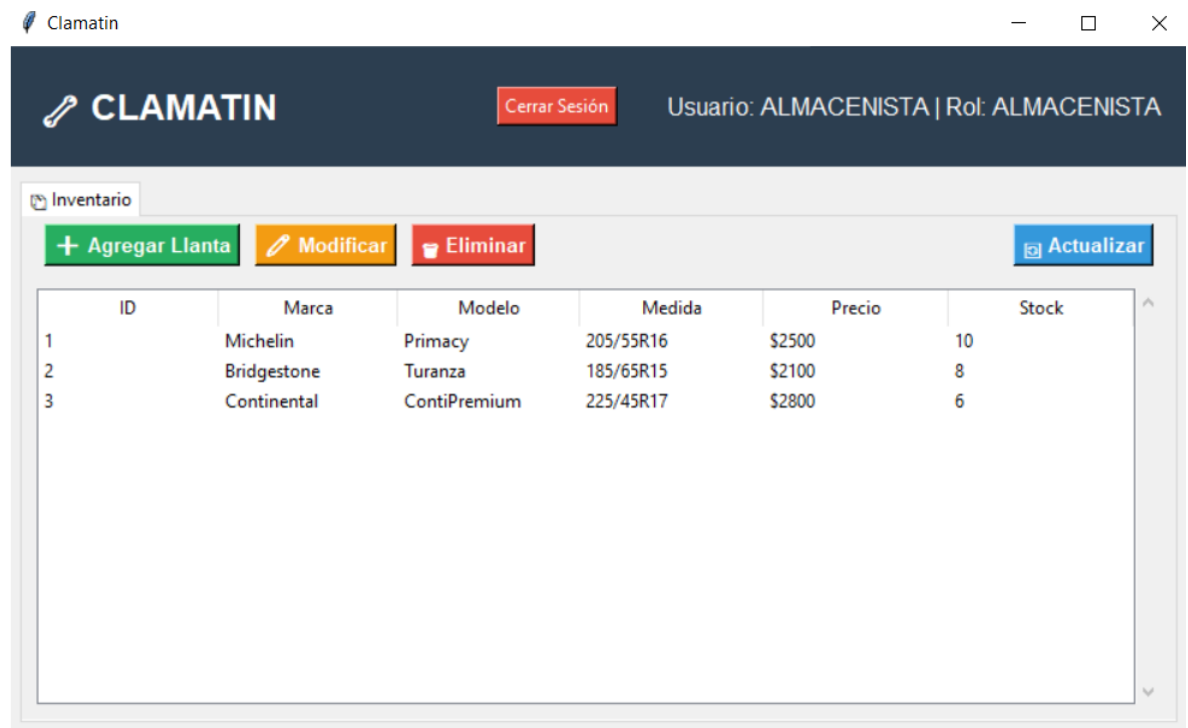 Clamatin
CLAMATIN Cerrar Sesión Usuario: ALMACENISTA | Rol: ALMACENISTA
Inventario
+ Agregar Llanta Modificar Eliminar Actualizar
ID Marca Modelo Medida Precio Stock
1 Michelin Primacy 205/55R16 $2500 10
2 Bridgestone Turanza 185/65R15 $2100 8
3 Continental ContiPremium 225/45R17 $2800 6